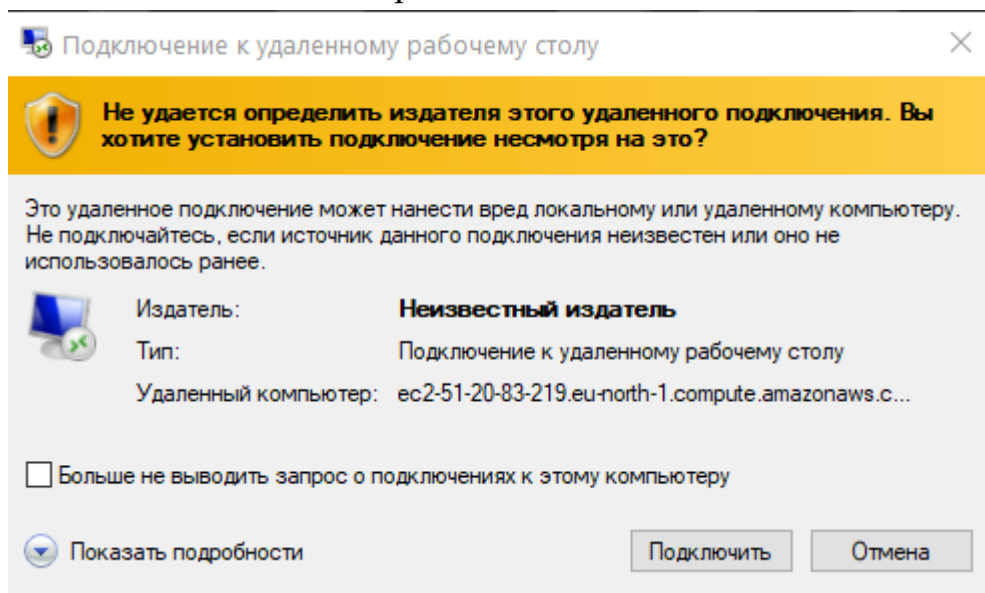 Подключение к удаленному рабочему столу
Не удается определить издателя этого удаленного подключения. Вы
хотите установить подключение несмотря на это?
Это удаленное подключение может нанести вред локальному или удаленному компьютеру.
Не подключайтесь, если источник данного подключения неизвестен или оно не
использовалось ранее.
Издатель: Неизвестный издатель
Тип: Подключение к удаленному рабочему столу
Удаленный компьютер: ec2-51-20-83-219.eu-north-1.compute.amazonaws.c...
Больше не выводить запрос о подключениях к этому компьютеру
Показать подробности Подключить Отмена